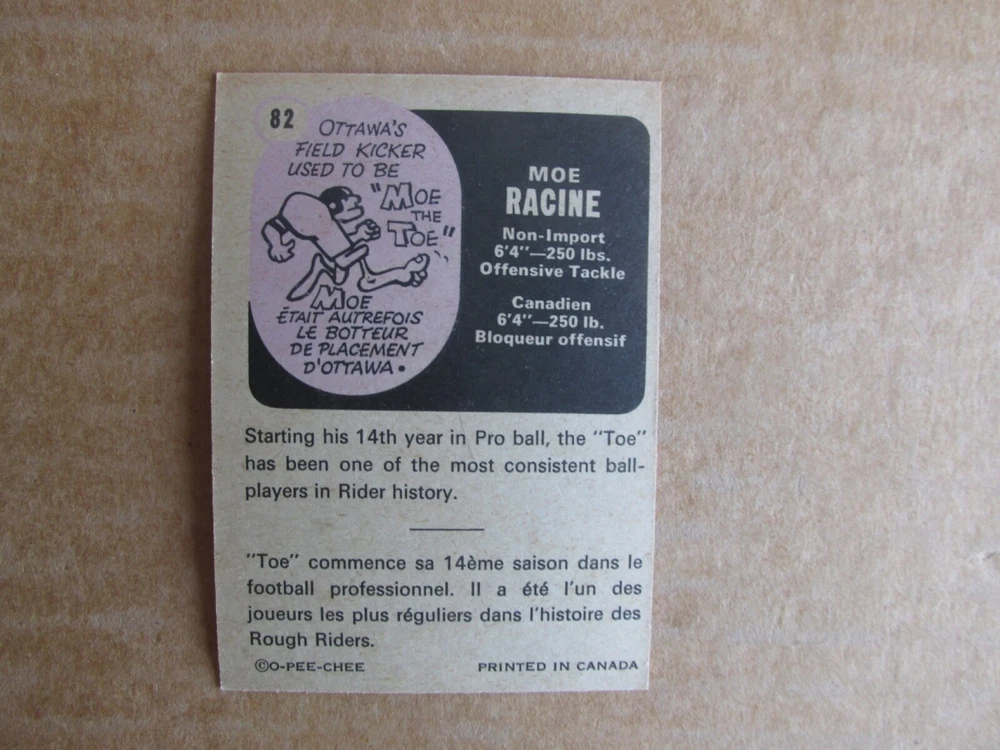 82
OTTAWA'S
FIELD KICKER
USED TO BE
"MOE
THE
TOE"
MOE
ÉTAIT AUTREFOIS
LE BOTTEUR
DE PLACEMENT
D'OTTAWA •
MOE
RACINE
Non-Import
6'4"—250 lbs.
Offensive Tackle
Canadien
6'4"—250 lb.
Bloqueur offensif
Starting his 14th year in Pro ball, the "Toe"
has been one of the most consistent ball-
players in Rider history.
"Toe" commence sa 14ème saison dans le
football professionnel. Il a été l'un des
joueurs les plus réguliers dans l'histoire des
Rough Riders.
©O-PEE-CHEE PRINTED IN CANADA